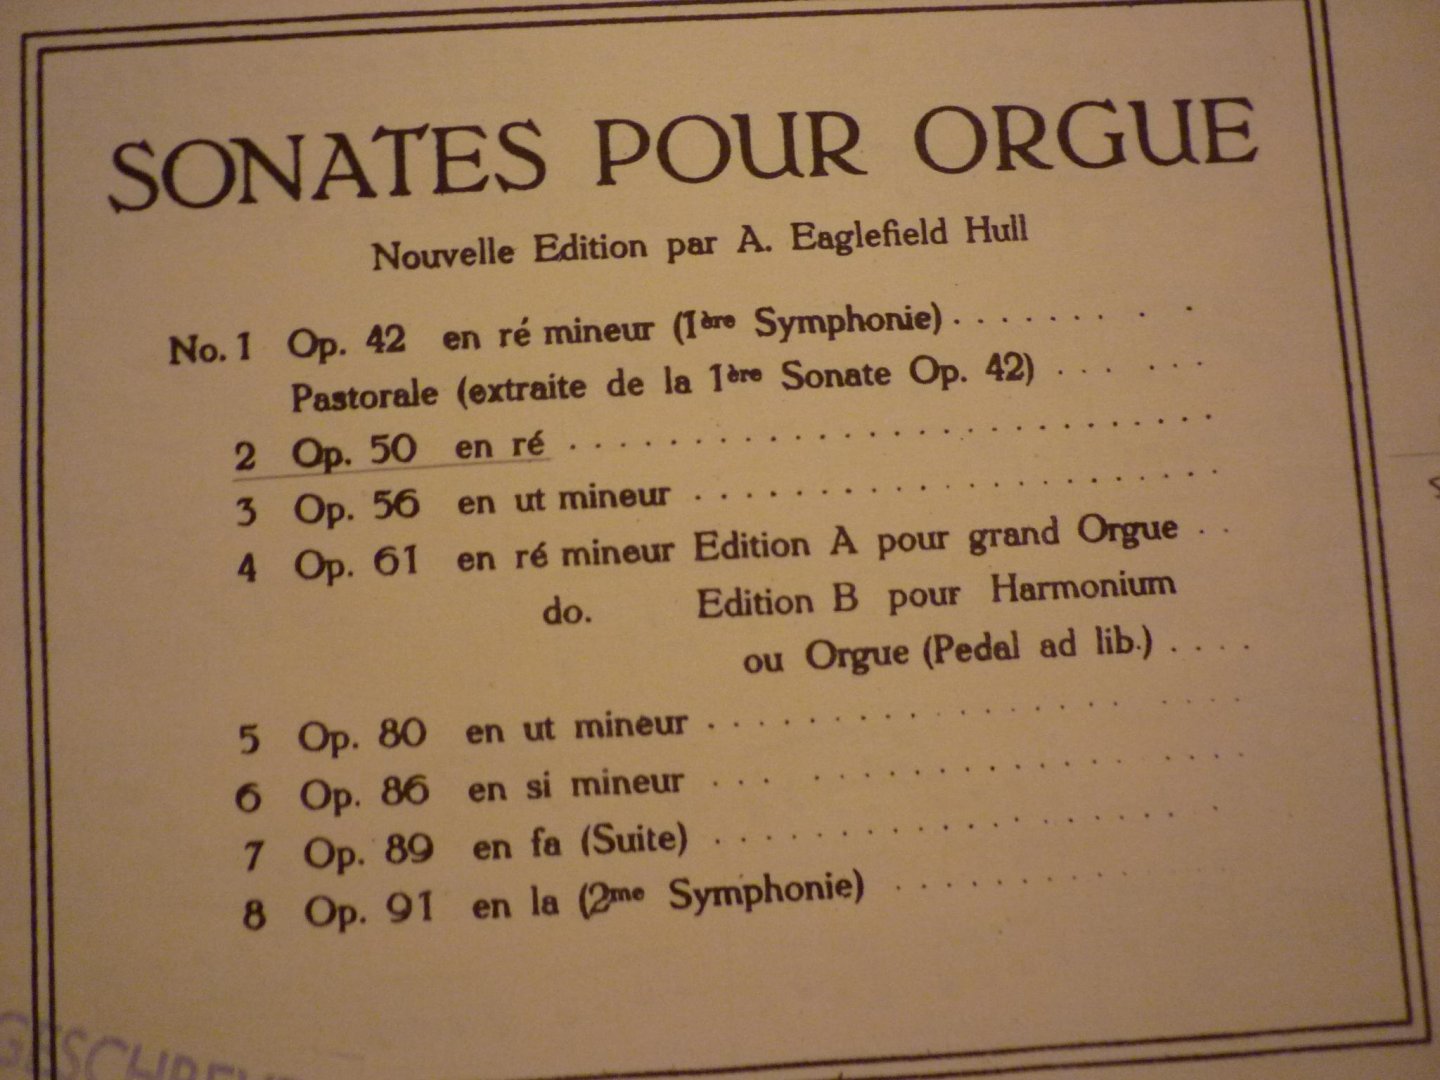 SONATES POUR ORGUE
Nouvelle Edition par A. Eaglefield Hull
No. 1 Op. 42 en ré mineur (1ère Symphonie) . . . . . . . . .
Pastorale (extraite de la 1ère Sonate Op. 42) . . . . . .
2 Op. 50 en ré . . . . . . . . . . . . . . . . . . . . . . . . . .
3 Op. 56 en ut mineur . . . . . . . . . . . . . . . . . . . . .
4 Op. 61 en ré mineur Edition A pour grand Orgue . .
do. Edition B pour Harmonium
ou Orgue (Pedal ad lib.) . . . .
5 Op. 80 en ut mineur . . . . . . . . . . . . . . . . . . . . .
6 Op. 86 en si mineur . . . . . . . . . . . . . . . . . . . .
7 Op. 89 en fa (Suite) . . . . . . . . . . . . . . . . . . . .
8 Op. 91 en la (2me Symphonie) . . . . . . . . . .